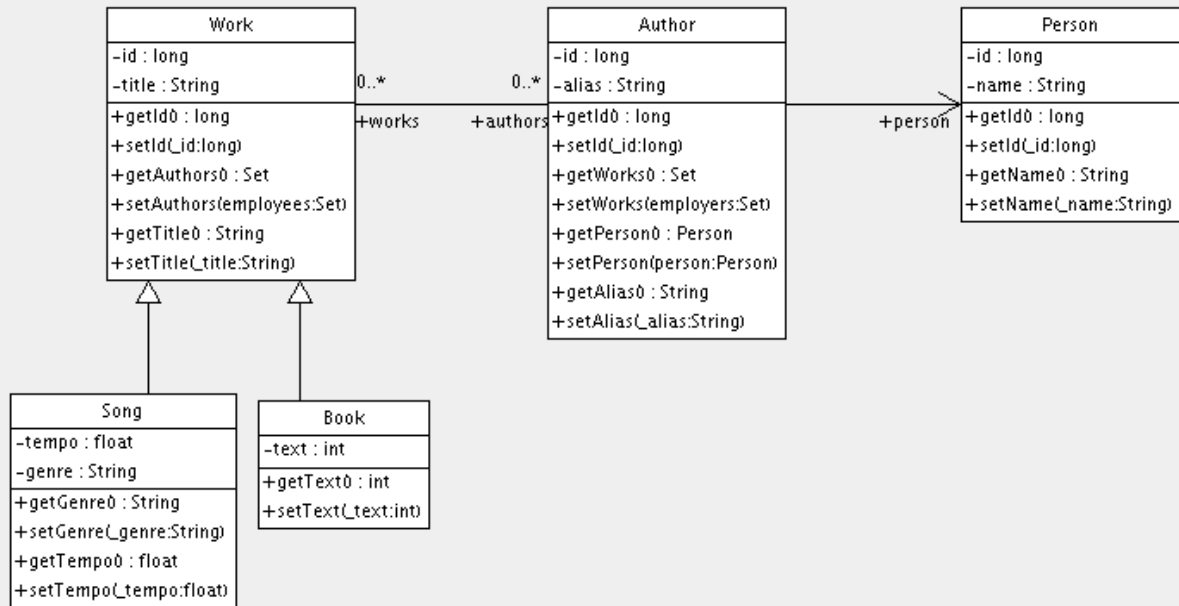 Work
-id : long
-title : String
+getId() : long
+setId(_id:long)
+getAuthors() : Set
+setAuthors(employees:Set)
+getTitle() : String
+setTitle(_title:String)
0..*
+works
0..*
+authors
Author
-id : long
-alias : String
+getId() : long
+setId(_id:long)
+getWorks() : Set
+setWorks(employers:Set)
+getPerson() : Person
+setPerson(person:Person)
+getAlias() : String
+setAlias(_alias:String)
+person
Person
-id : long
-name : String
+getId() : long
+setId(_id:long)
+getName() : String
+setName(_name:String)
Song
-tempo : float
-genre : String
+getGenre() : String
+setGenre(_genre:String)
+getTempo() : float
+setTempo(_tempo:float)
Book
-text : int
+getText() : int
+setText(_text:int)